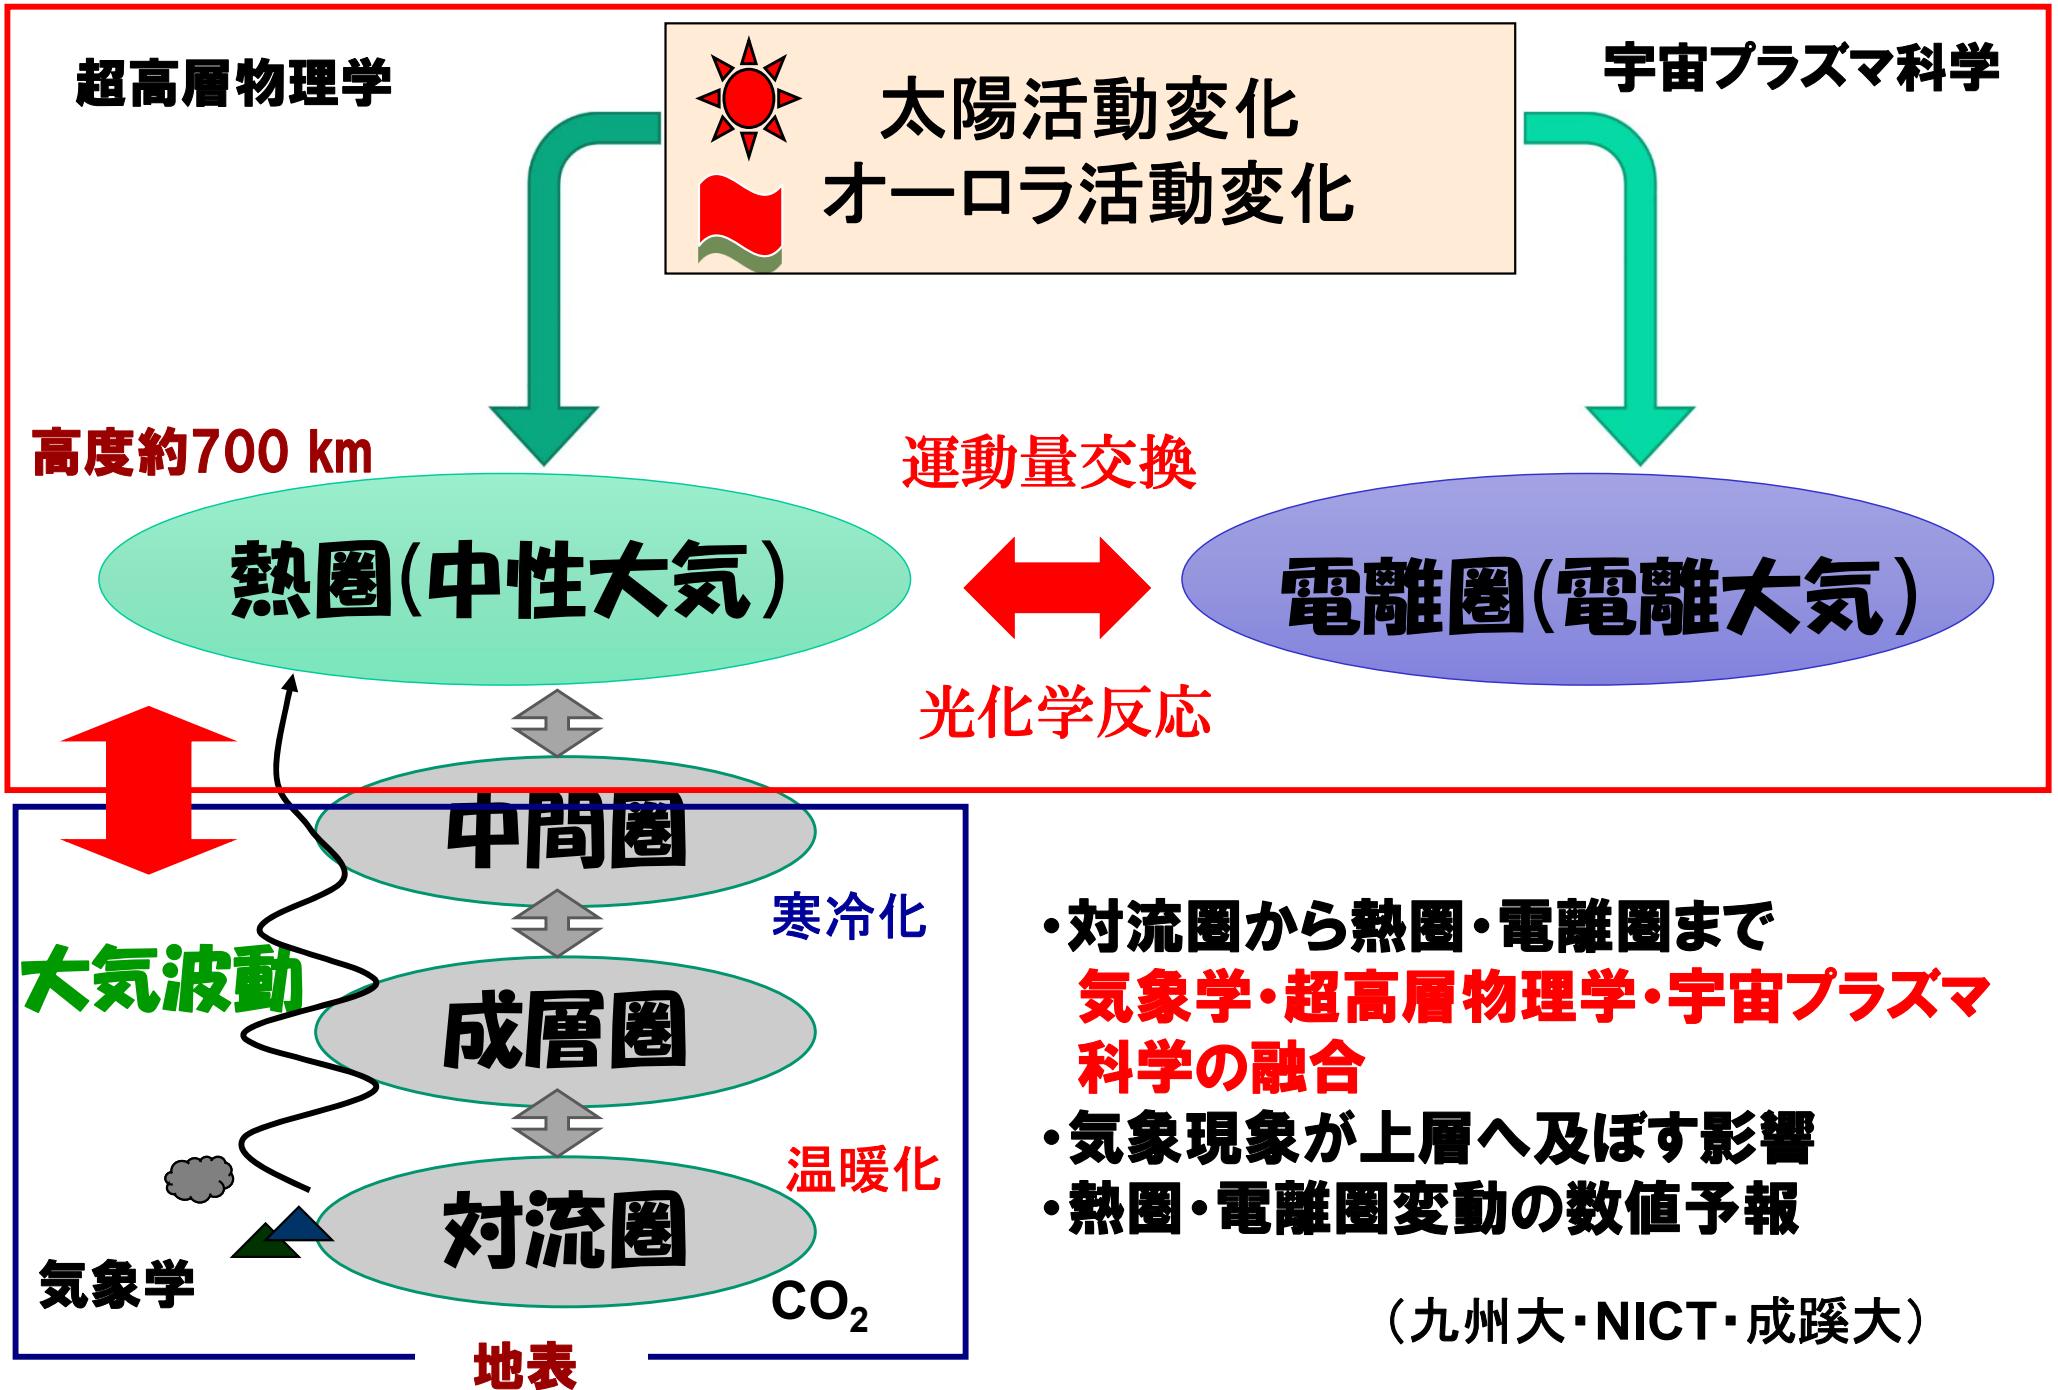 超高層物理学
宇宙プラズマ科学
太陽活動変化
オーロラ活動変化
高度約700 km
運動量交換
熱圏(中性大気)
電離圏(電離大気)
光化学反応
中間圏
寒冷化
大気波動
成層圏
温暖化
対流圏
気象学
CO₂
地表
・対流圏から熱圏・電離圏まで
気象学・超高層物理学・宇宙プラズマ
科学の融合
・気象現象が上層へ及ぼす影響
・熱圏・電離圏変動の数値予報
（九州大・NICT・成蹊大）